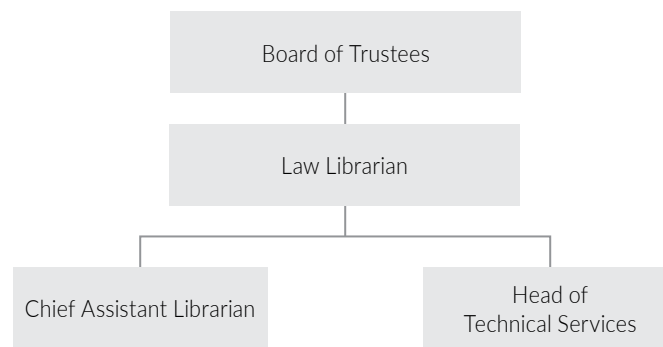 Board of Trustees
Law Librarian
Chief Assistant Librarian
Head of
Technical Services